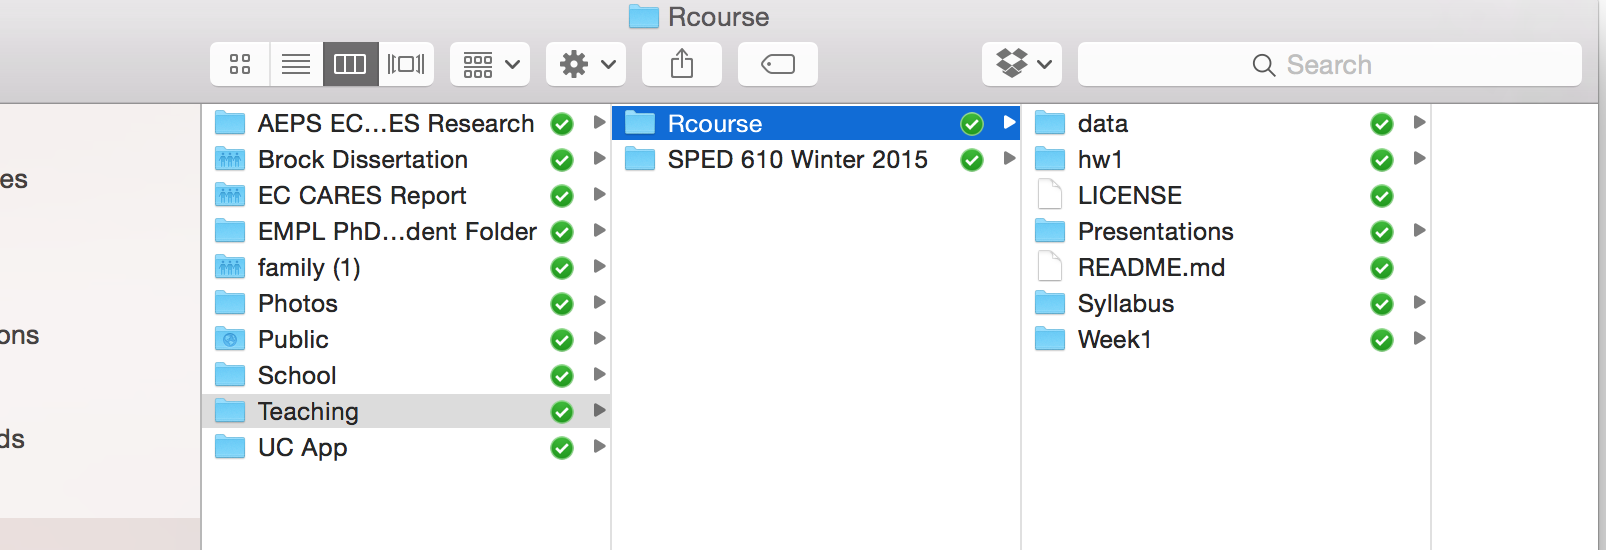 Rcourse
Search
es
ons
ds
AEPS EC...ES Research
Brock Dissertation
EC CARES Report
EMPL PhD...dent Folder
family (1)
Photos
Public
School
Teaching
UC App
Rcourse
SPED 610 Winter 2015
data
hw1
LICENSE
Presentations
README.md
Syllabus
Week1